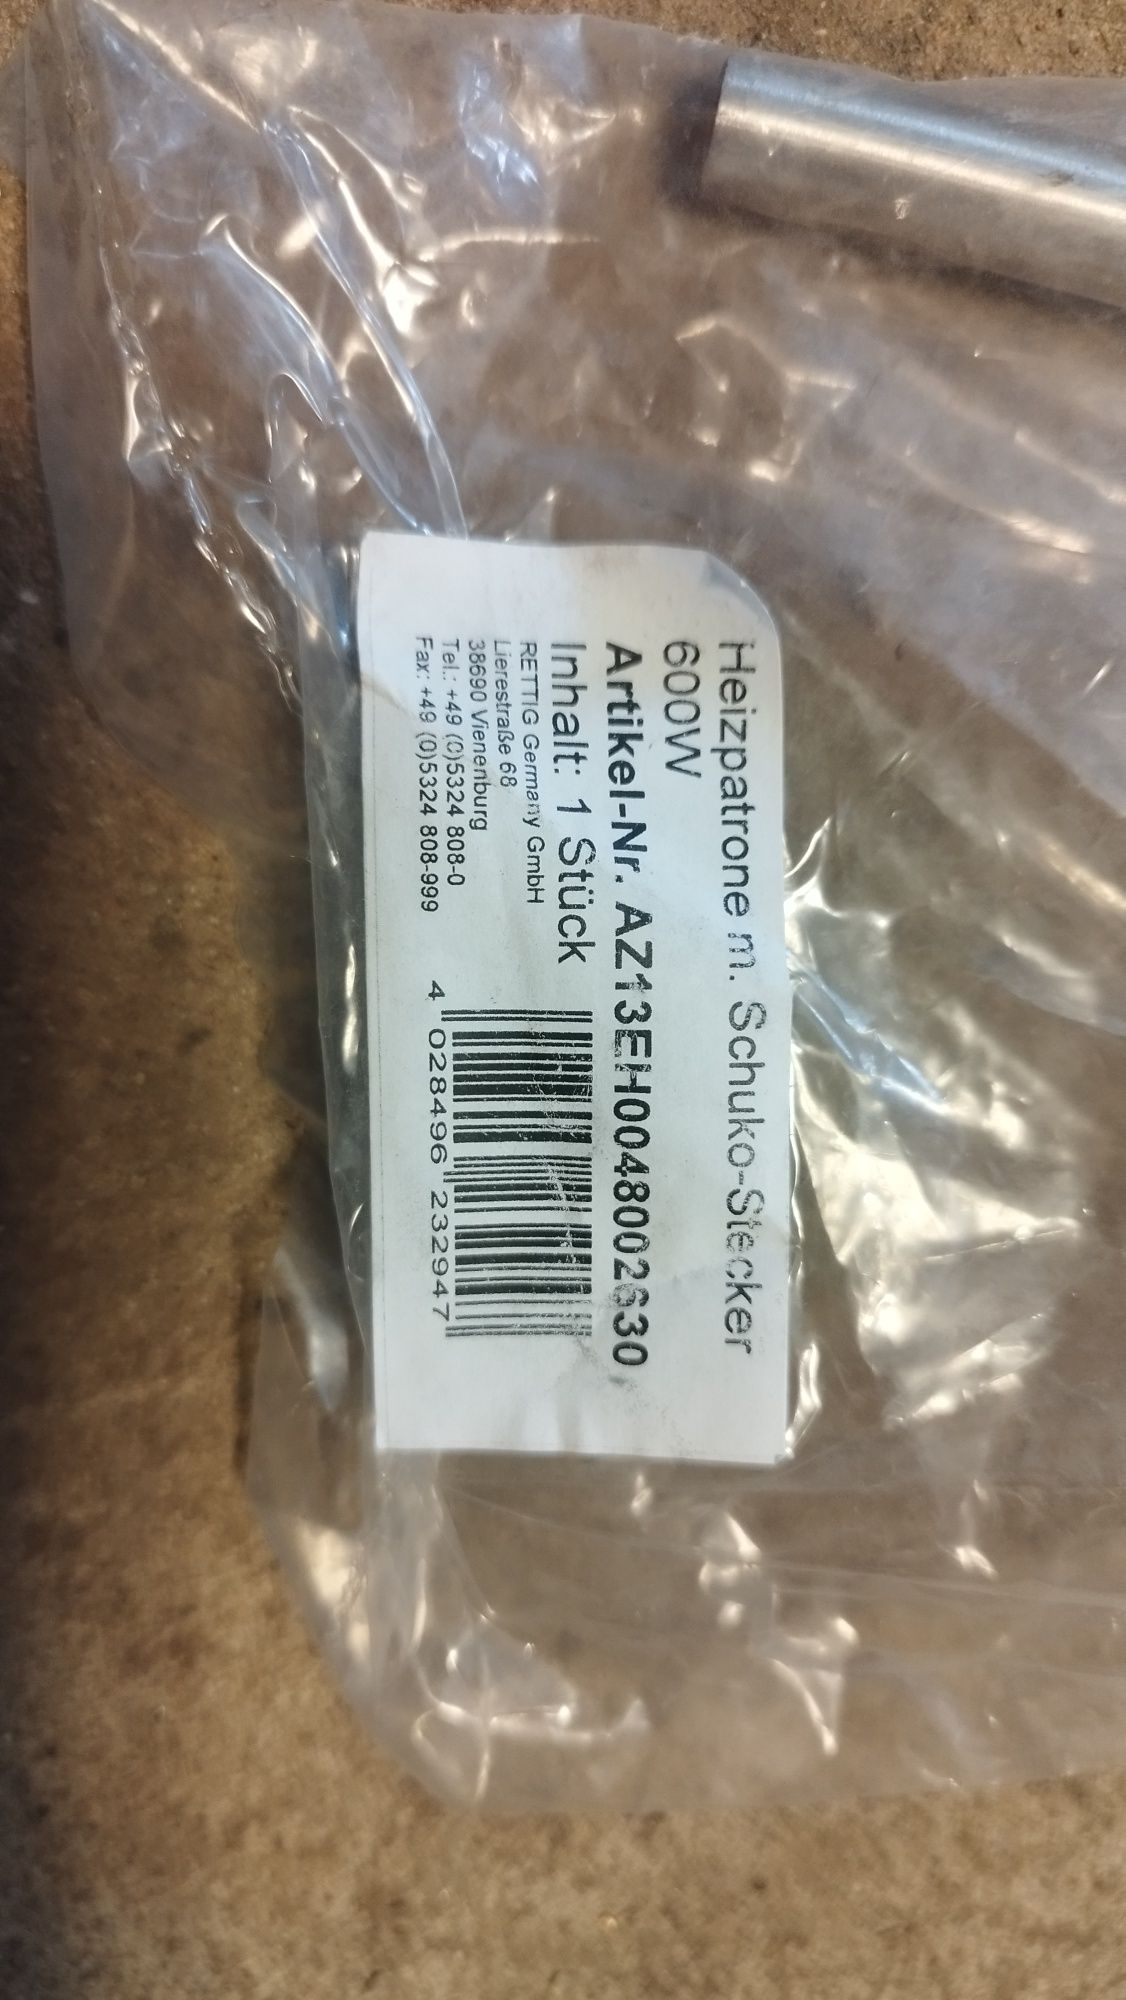 Heizpatrone m. Schuko-Stecker
600W
Artikel-Nr. AZ13EH0048002630
Inhalt: 1 Stück
RETTIG Germany GmbH
Lierestraße 68
38690 Vienenburg
Tel.: +49 (0)5324 808-0
Fax: +49 (0)5324 808-999
4 028496 232947